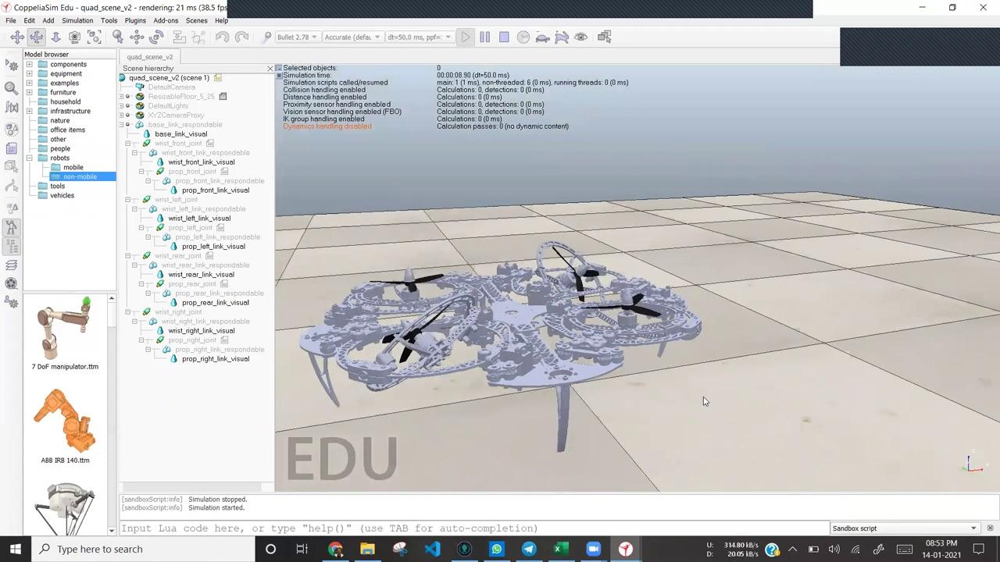 CoppeliaSim Edu - quad_scene_v2 - rendering: 21 ms (38.5 fps
File Edit Add Simulation Tools Plugins Add-ons Scenes Help
Bullet 2.78 Accurate (defau dt=50.0 ms, ppf=
Model browser
components
equipment
examples
furniture
household
infrastructure
nature
office items
other
people
robots
mobile
non-mobile
tools
vehicles
7 DoF manipulator.ttm
ABB IRB 140.ttm
quad_scene_v2
Scene hierarchy
quad_scene_v2 (scene 1)
DefaultCamera
ResizableFloor_5_25
DefaultLights
XYZCameraProxy
base_link_respondable
base_link_visual
wrist_front_joint
wrist_front_link_respondable
wrist_front_link_visual
prop_front_joint
prop_front_link_respondable
prop_front_link_visual
wrist_left_joint
wrist_left_link_respondable
wrist_left_link_visual
prop_left_joint
prop_left_link_respondable
prop_left_link_visual
wrist_rear_joint
wrist_rear_link_respondable
wrist_rear_link_visual
prop_rear_joint
prop_rear_link_respondable
prop_rear_link_visual
wrist_right_joint
wrist_right_link_respondable
wrist_right_link_visual
prop_right_joint
prop_right_link_respondable
prop_right_link_visual
Selected objects: 0
Simulation time: 00:00:08.90 (dt=50.0 ms)
Simulation scripts called/resumed main: 1 (1 ms), non-threaded: 6 (0 ms), running threads: 0 (0 ms)
Collision handling enabled Calculations: 0, detections: 0 (0 ms)
Distance handling enabled Calculations: 0 (0 ms)
Proximity sensor handling enabled Calculations: 0, detections: 0 (0 ms)
Vision sensor handling enabled (FBO) Calculations: 0, detections: 0 (0 ms)
IK group handling enabled Calculations: 0 (0 ms)
Dynamics handling disabled Calculation passes: 0 (no dynamic content)
EDU
[sandboxScript:info] Simulation stopped.
[sandboxScript:info] Simulation started.
Input Lua code here, or type "help()" (use TAB for auto-completion)
Sandbox script
Type here to search
U: 314.80 kB/s
D: 20.05 kB/s
08:53 PM
14-01-2021